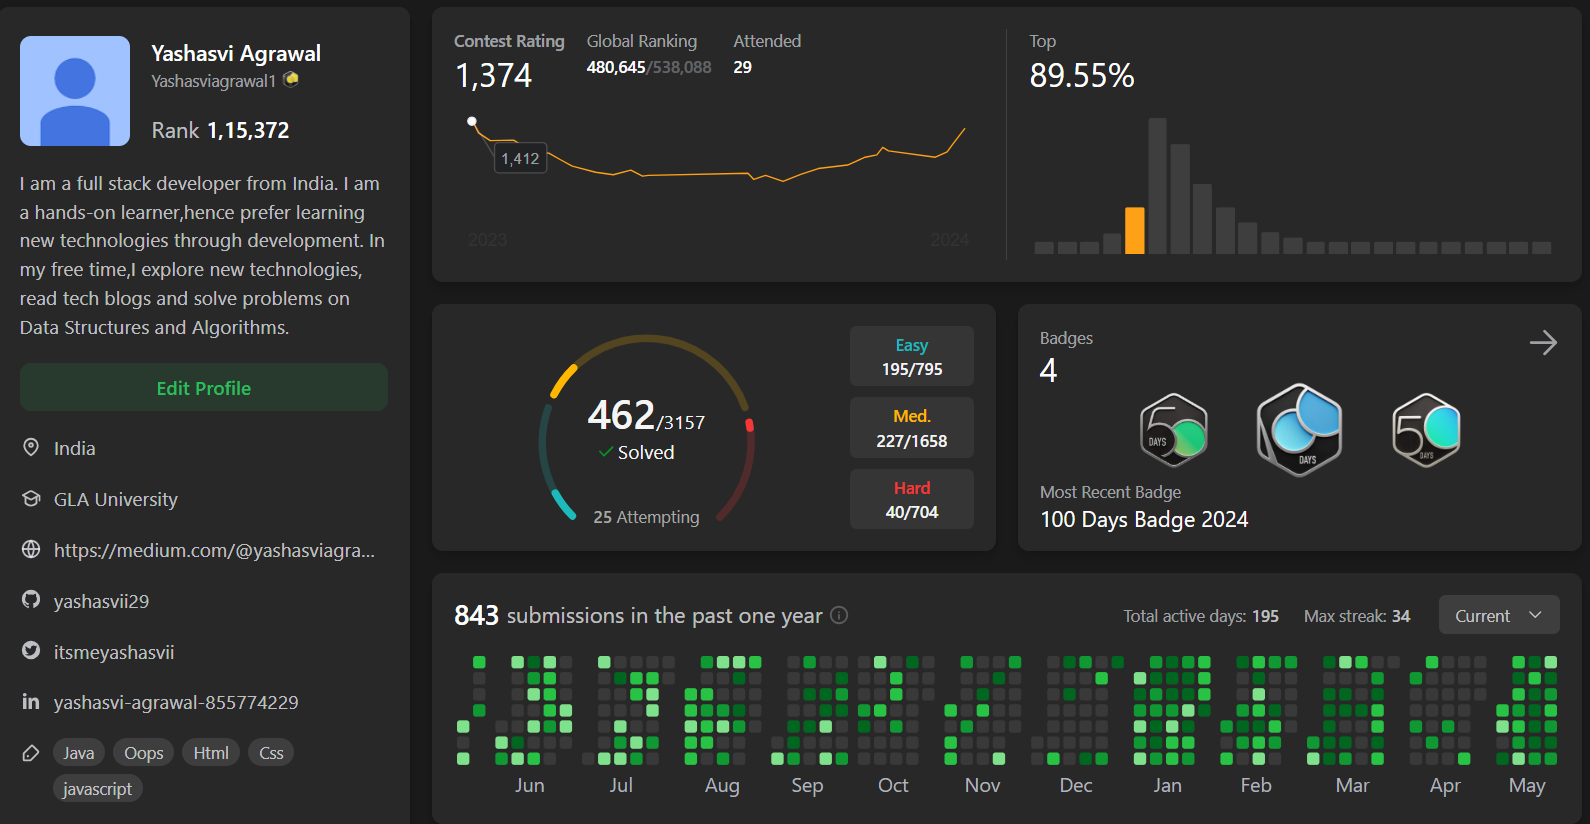 Yashasvi Agrawal
Yashasviagrawal1
Rank 1,15,372
I am a full stack developer from India. I am
a hands-on learner,hence prefer learning
new technologies through development. In
my free time,I explore new technologies,
read tech blogs and solve problems on
Data Structures and Algorithms.
Edit Profile
India
GLA University
https://medium.com/@yashasviagra...
yashasvii29
itsmeyashasvii
yashasvi-agrawal-855774229
Java Oops Html Css
javascript
Contest Rating Global Ranking Attended
1,374 480,645/538,088 29
1,412
2023 2024
Top
89.55%
462/3157
Solved
25 Attempting
Easy
195/795
Med.
227/1658
Hard
40/704
Badges
4
50 DAYS
DAYS
50 DAYS
Most Recent Badge
100 Days Badge 2024
843 submissions in the past one year
Total active days: 195 Max streak: 34 Current
Jun Jul Aug Sep Oct Nov Dec Jan Feb Mar Apr May